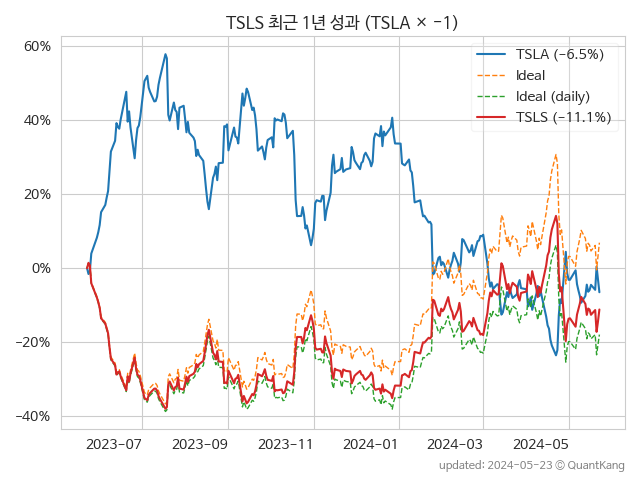 TSLS 최근 1년 성과 (TSLA × −1)
TSLA (−6.5%)
Ideal
Ideal (daily)
TSLS (−11.1%)
60%
40%
20%
0%
−20%
−40%
2023-07
2023-09
2023-11
2024-01
2024-03
2024-05
updated: 2024-05-23 © QuantKang